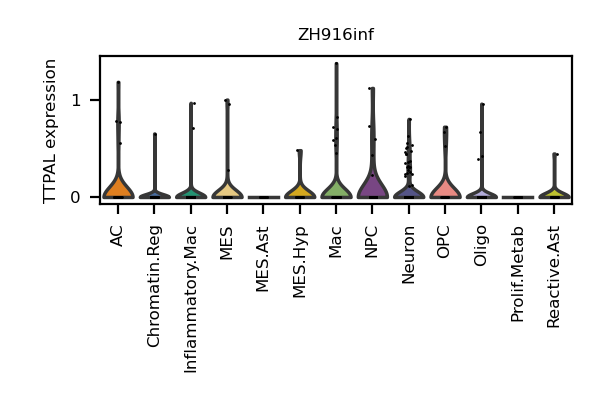 ZH916inf
TTPAL expression
1
0
AC
Chromatin.Reg
Inflammatory.Mac
MES
MES.Ast
MES.Hyp
Mac
NPC
Neuron
OPC
Oligo
Prolif.Metab
Reactive.Ast